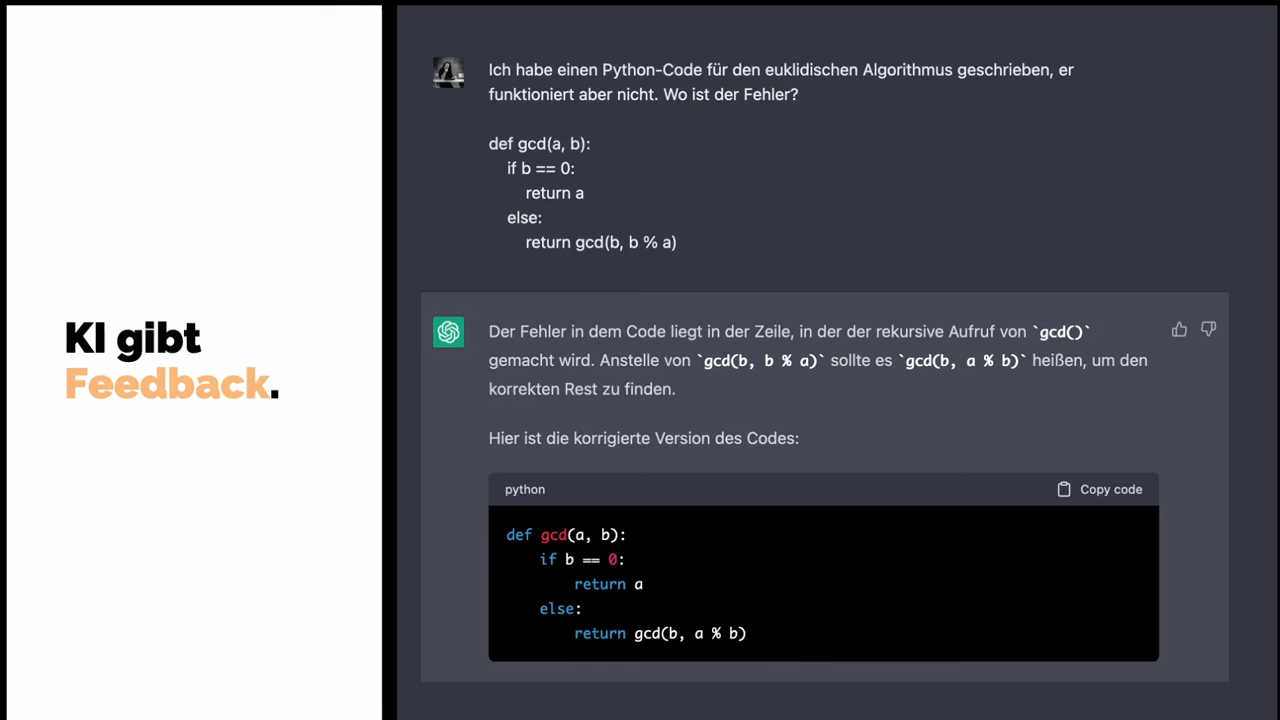 KI gibt
Feedback.
Ich habe einen Python-Code für den euklidischen Algorithmus geschrieben, er
funktioniert aber nicht. Wo ist der Fehler?
def gcd(a, b):
if b == 0:
return a
else:
return gcd(b, b % a)
Der Fehler in dem Code liegt in der Zeile, in der der rekursive Aufruf von `gcd()`
gemacht wird. Anstelle von `gcd(b, b % a)` sollte es `gcd(b, a % b)` heißen, um den
korrekten Rest zu finden.
Hier ist die korrigierte Version des Codes:
python
Copy code
def gcd(a, b):
if b == 0:
return a
else:
return gcd(b, a % b)